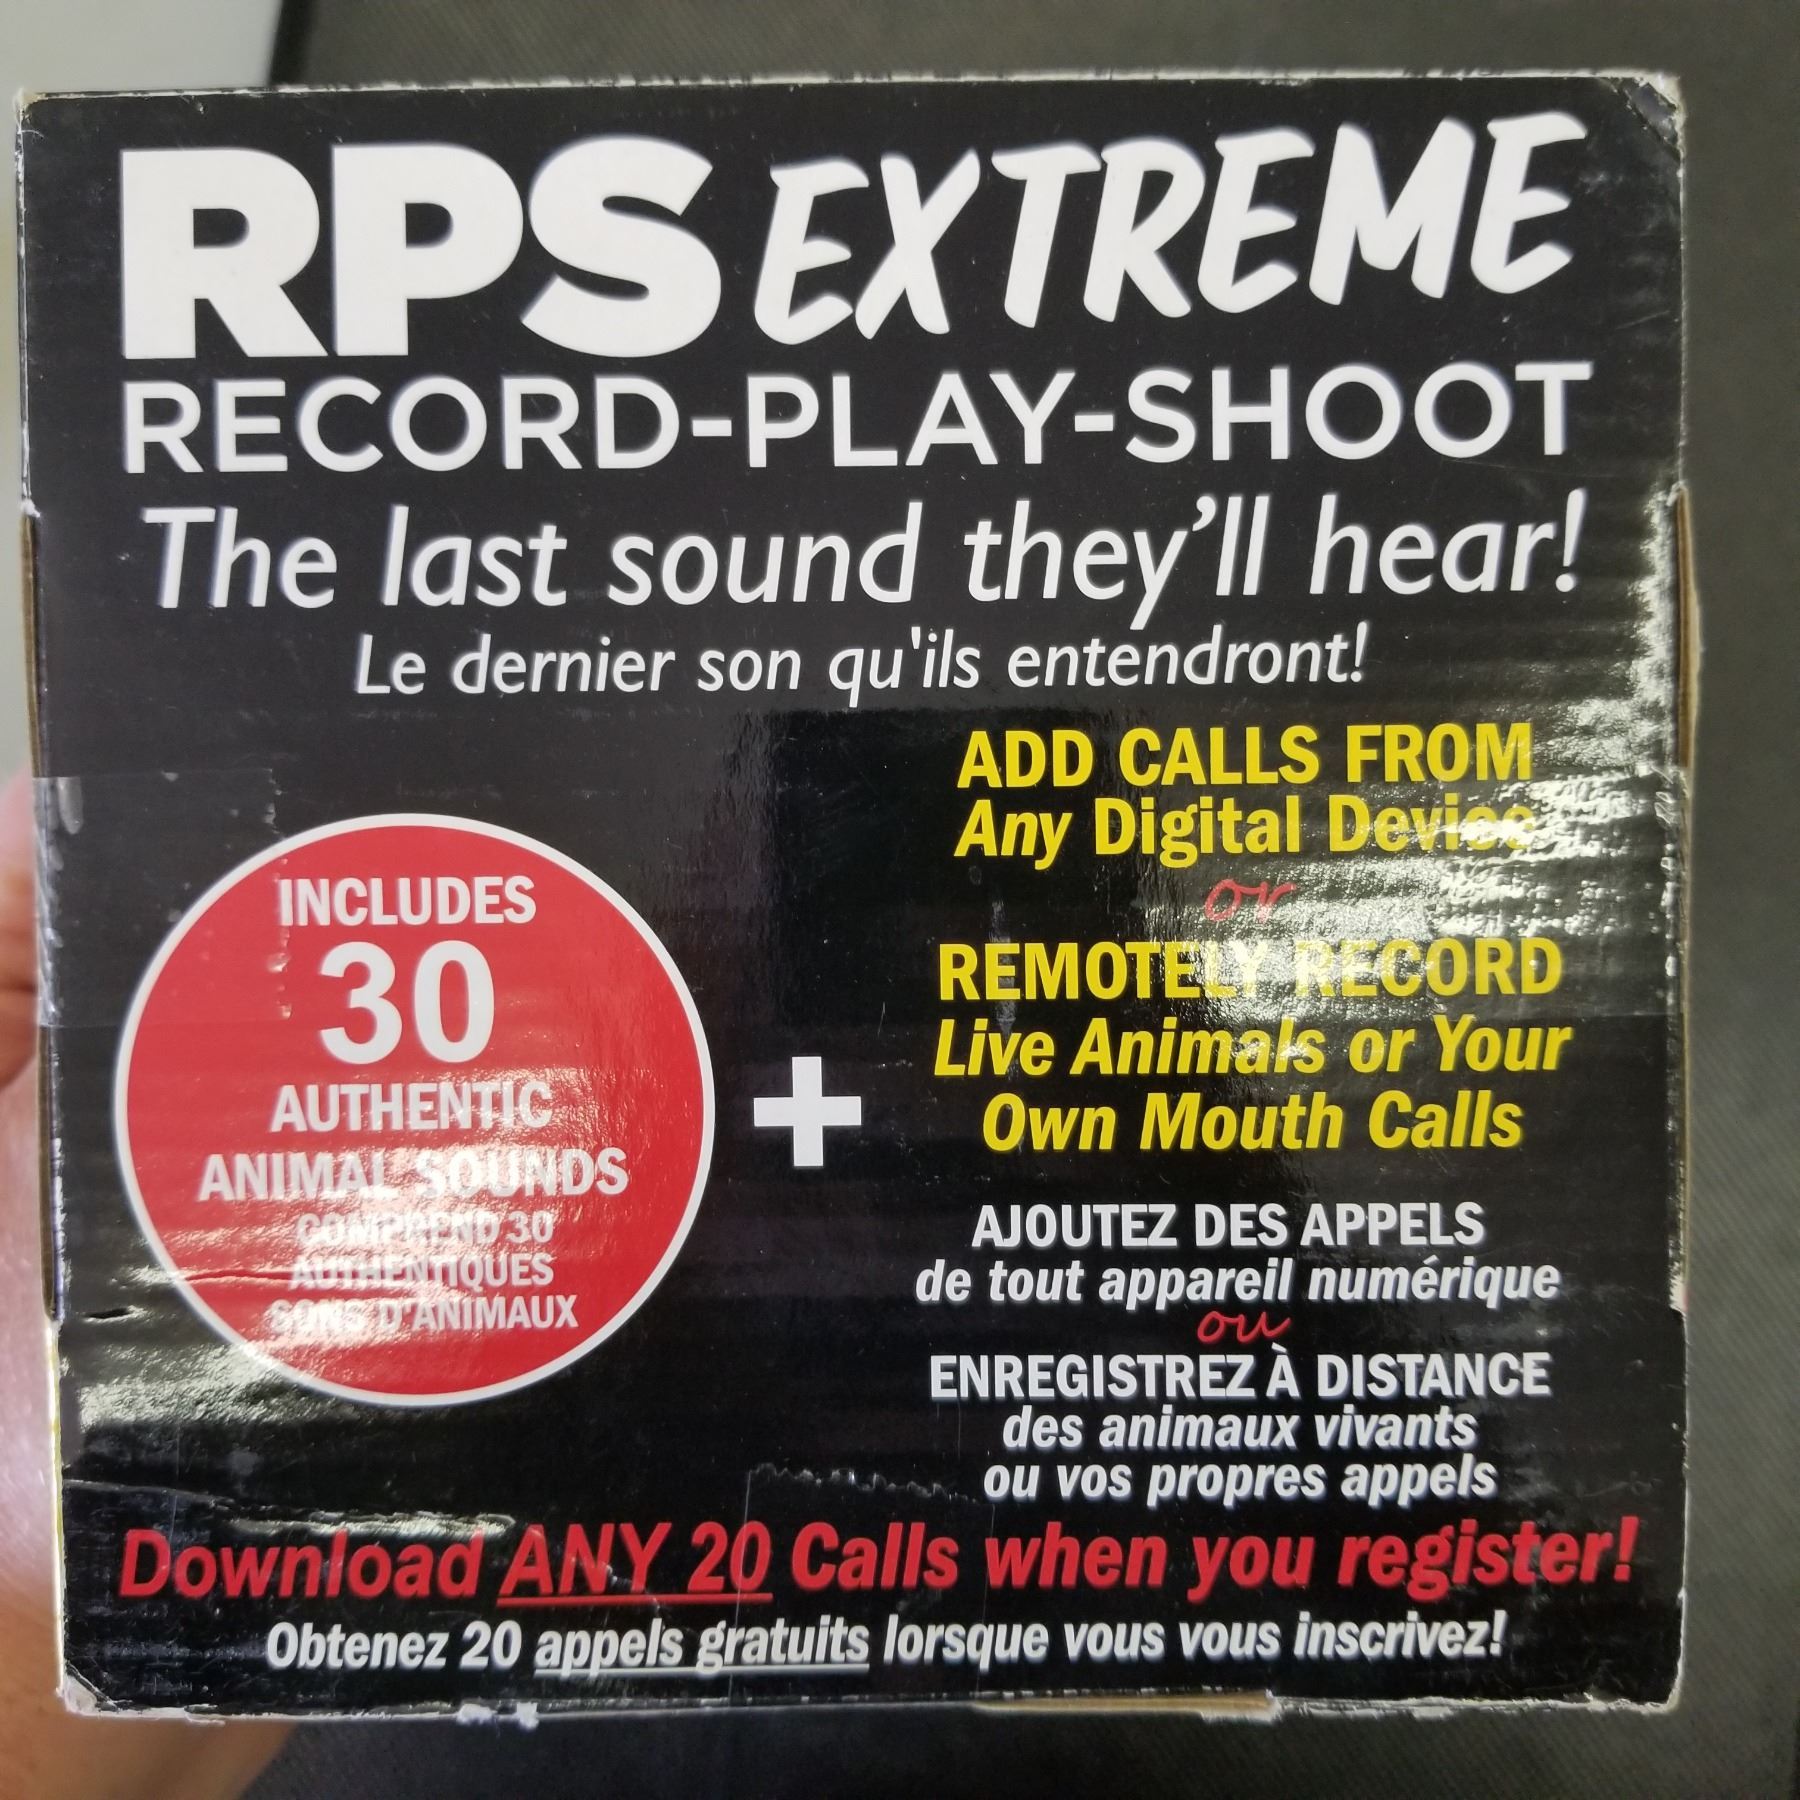 RPS EXTREME
RECORD-PLAY-SHOOT
The last sound they'll hear!
Le dernier son qu'ils entendront!
INCLUDES
30
AUTHENTIC
ANIMAL SOUNDS
COMPREND 30
AUTHENTIQUES
SONS D'ANIMAUX
+
ADD CALLS FROM
Any Digital Device
or
REMOTELY RECORD
Live Animals or Your
Own Mouth Calls
AJOUTEZ DES APPELS
de tout appareil numérique
ou
ENREGISTREZ À DISTANCE
des animaux vivants
ou vos propres appels
Download ANY 20 Calls when you register!
Obtenez 20 appels gratuits lorsque vous vous inscrivez!